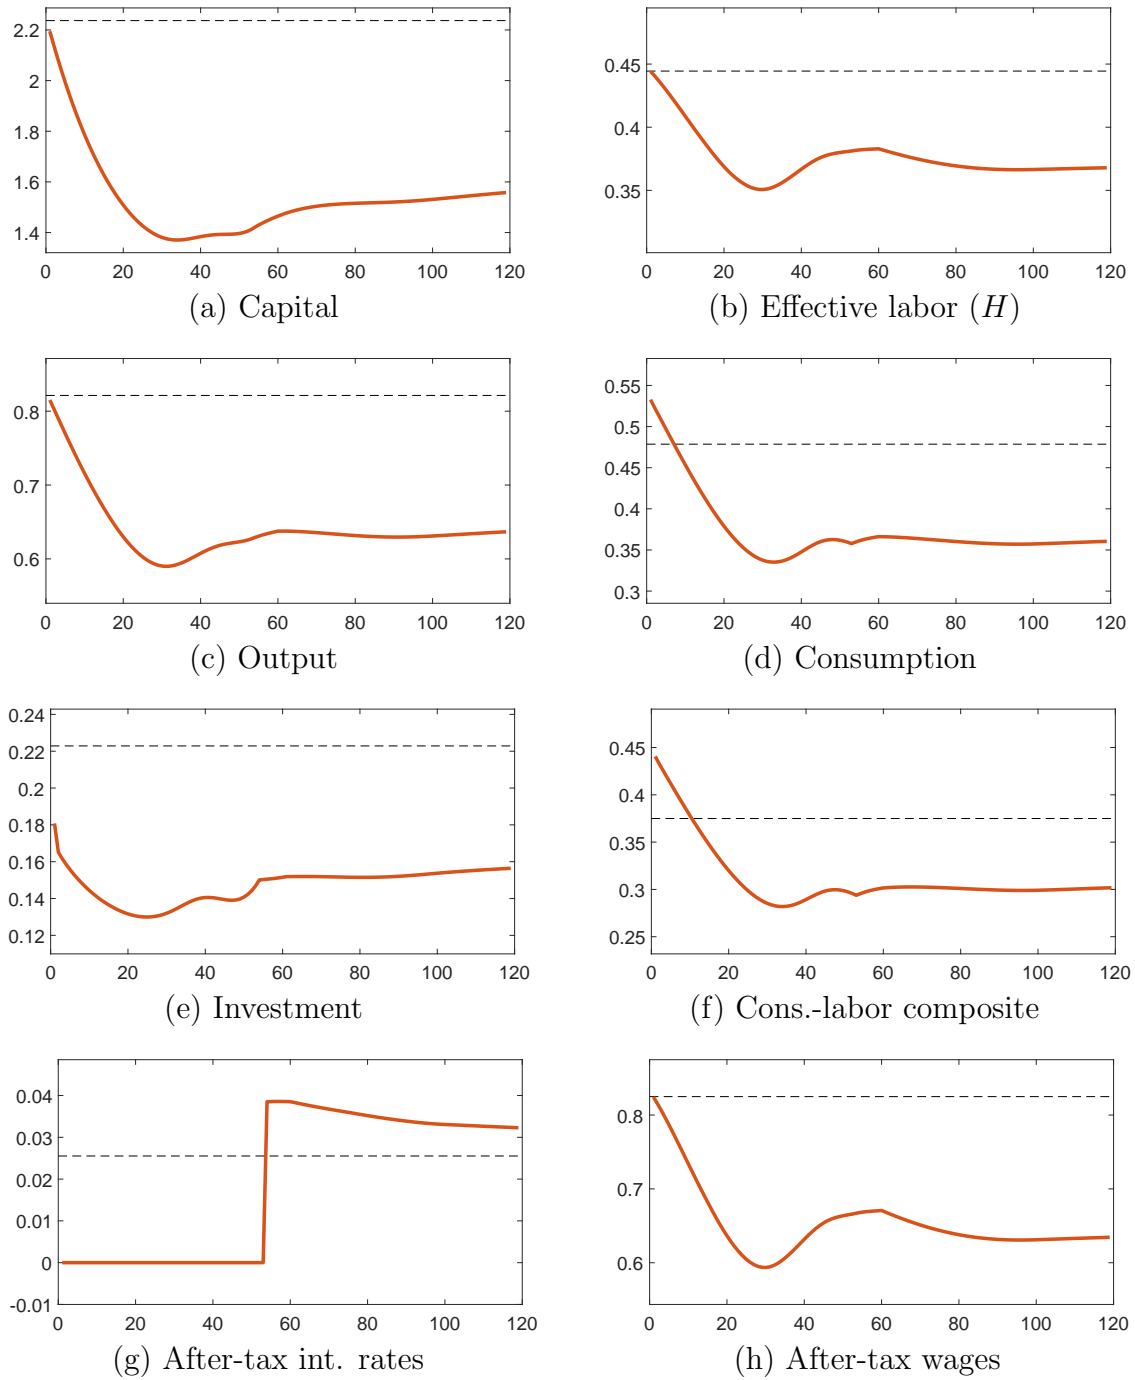 2.2
2
1.8
1.6
1.4
0 20 40 60 80 100 120
(a) Capital
0.45
0.4
0.35
0 20 40 60 80 100 120
(b) Effective labor (H)
0.8
0.7
0.6
0 20 40 60 80 100 120
(c) Output
0.55
0.5
0.45
0.4
0.35
0.3
0 20 40 60 80 100 120
(d) Consumption
0.24
0.22
0.2
0.18
0.16
0.14
0.12
0 20 40 60 80 100 120
(e) Investment
0.45
0.4
0.35
0.3
0.25
0 20 40 60 80 100 120
(f) Cons.-labor composite
0.04
0.03
0.02
0.01
0
-0.01
0 20 40 60 80 100 120
(g) After-tax int. rates
0.8
0.7
0.6
0 20 40 60 80 100 120
(h) After-tax wages